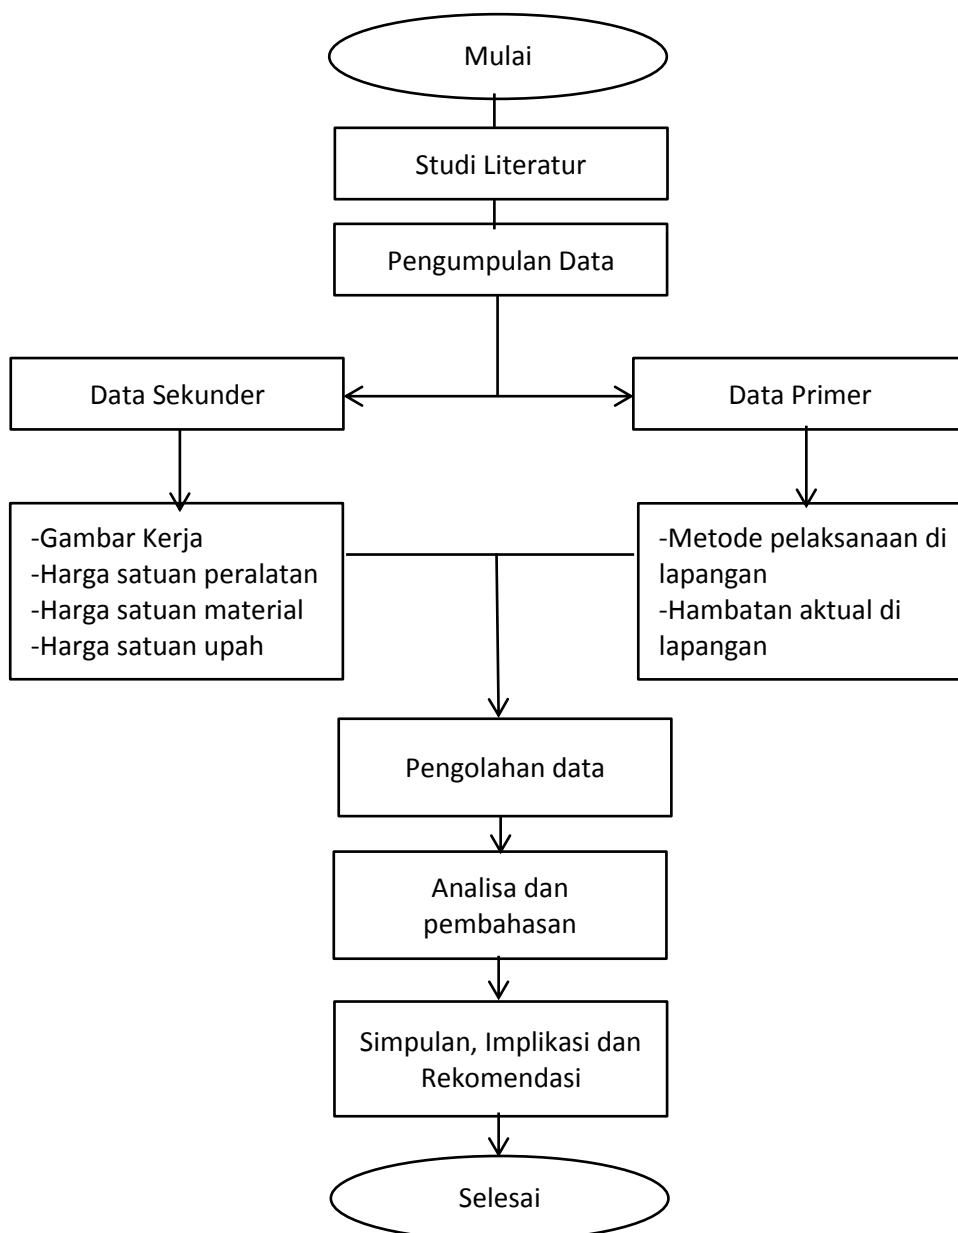 Mulai
Studi Literatur
Pengumpulan Data
Data Sekunder
Data Primer
-Gambar Kerja
-Harga satuan peralatan
-Harga satuan material
-Harga satuan upah
-Metode pelaksanaan di
lapangan
-Hambatan aktual di
lapangan
Pengolahan data
Analisa dan
pembahasan
Simpulan, Implikasi dan
Rekomendasi
Selesai